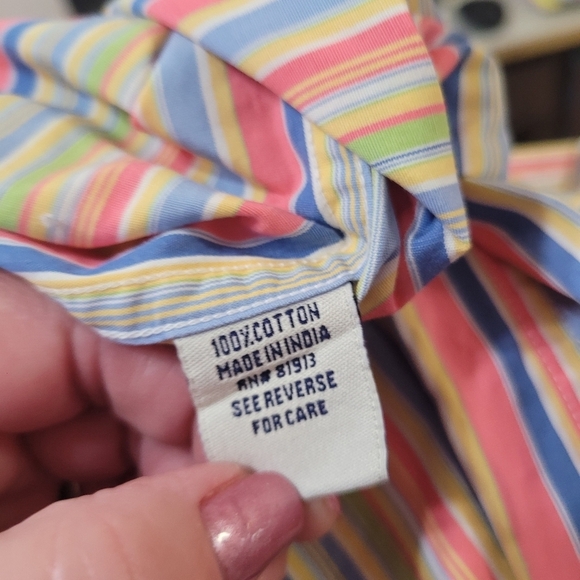 100% COTTON
MADE IN INDIA
RN# 81913
SEE REVERSE
FOR CARE